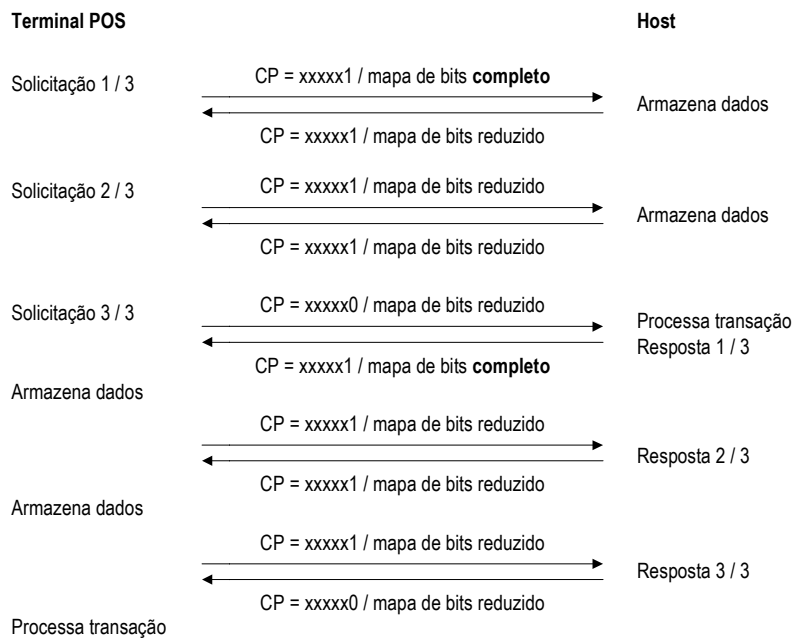 Terminal POS
Host
Solicitação 1 / 3
CP = xxxxx1 / mapa de bits completo
Armazena dados
CP = xxxxx1 / mapa de bits reduzido
Solicitação 2 / 3
CP = xxxxx1 / mapa de bits reduzido
Armazena dados
CP = xxxxx1 / mapa de bits reduzido
Solicitação 3 / 3
CP = xxxxx0 / mapa de bits reduzido
Processa transação
Resposta 1 / 3
CP = xxxxx1 / mapa de bits completo
Armazena dados
CP = xxxxx1 / mapa de bits reduzido
Resposta 2 / 3
CP = xxxxx1 / mapa de bits reduzido
Armazena dados
CP = xxxxx1 / mapa de bits reduzido
Resposta 3 / 3
CP = xxxxx0 / mapa de bits reduzido
Processa transação